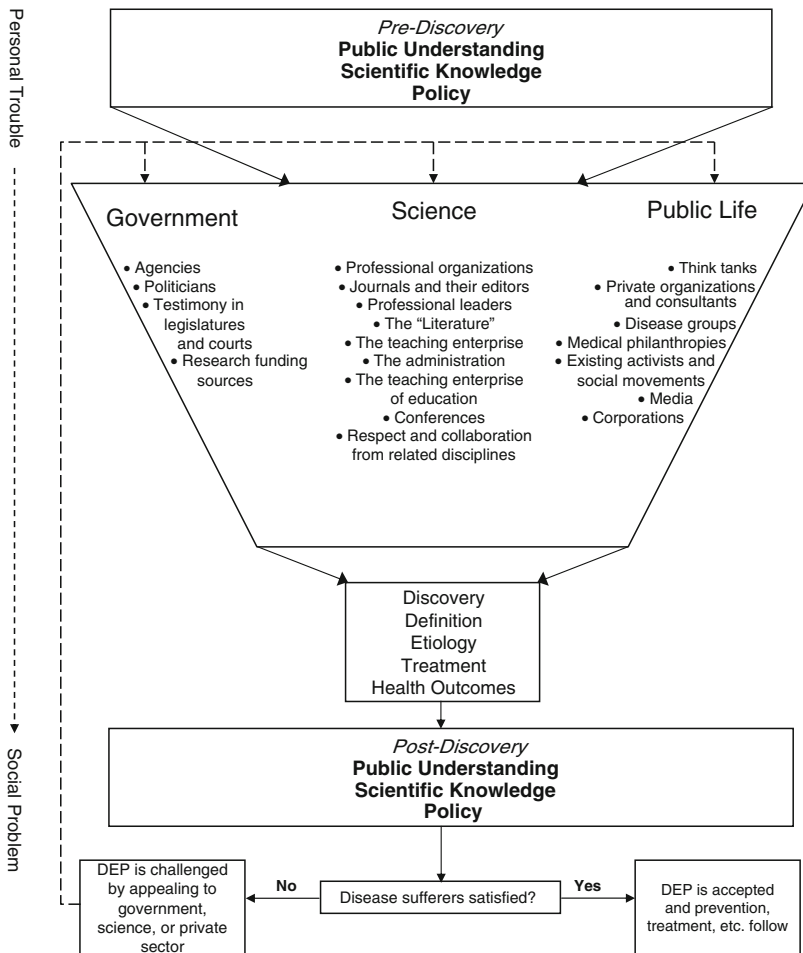 Personal Trouble
Pre-Discovery
Public Understanding
Scientific Knowledge
Policy
Government
• Agencies
• Politicians
• Testimony in
legislatures
and courts
• Research funding
sources
Science
• Professional organizations
• Journals and their editors
• Professional leaders
• The “Literature”
• The teaching enterprise
• The administration
• The teaching enterprise
of education
• Conferences
• Respect and collaboration
from related disciplines
Public Life
• Think tanks
• Private organizations
and consultants
• Disease groups
• Medical philanthropies
• Existing activists and
social movements
• Media
• Corporations
Discovery
Definition
Etiology
Treatment
Health Outcomes
Social Problem
Post-Discovery
Public Understanding
Scientific Knowledge
Policy
DEP is challenged
by appealing to
government,
science, or private
sector
No
Disease sufferers satisfied?
Yes
DEP is accepted
and prevention,
treatment, etc. follow